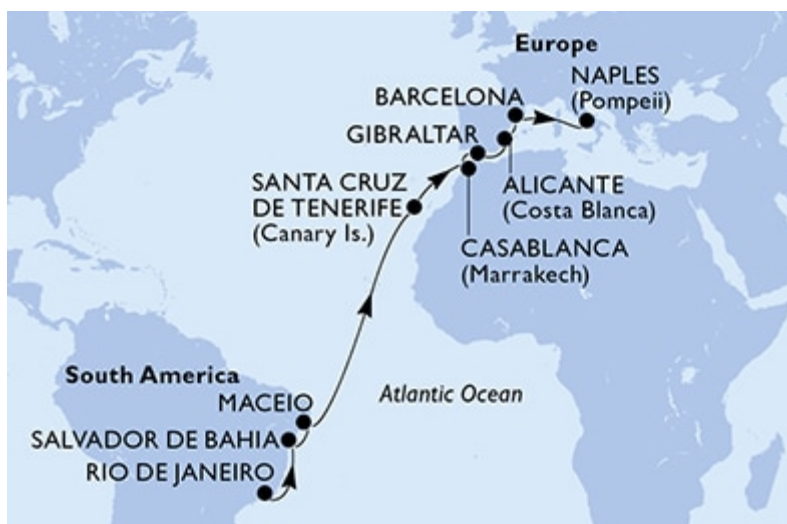 Europe
NAPLES
(Pompeii)
BARCELONA
GIBRALTAR
SANTA CRUZ
DE TENERIFE
(Canary Is.)
ALICANTE
(Costa Blanca)
CASABLANCA
(Marrakech)
South America
MACEIO
Atlantic Ocean
SALVADOR DE BAHIA
RIO DE JANEIRO